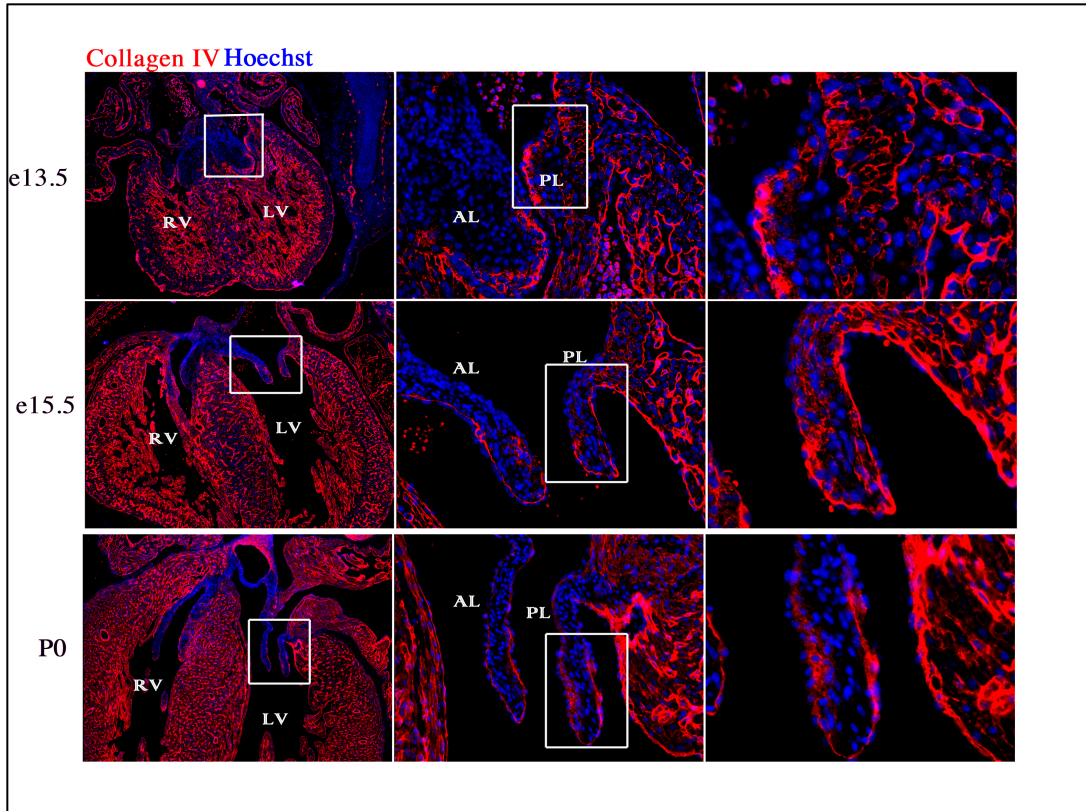 Collagen IV Hoechst
e13.5
RV
LV
AL
PL
e15.5
RV
LV
AL
PL
P0
RV
LV
AL
PL